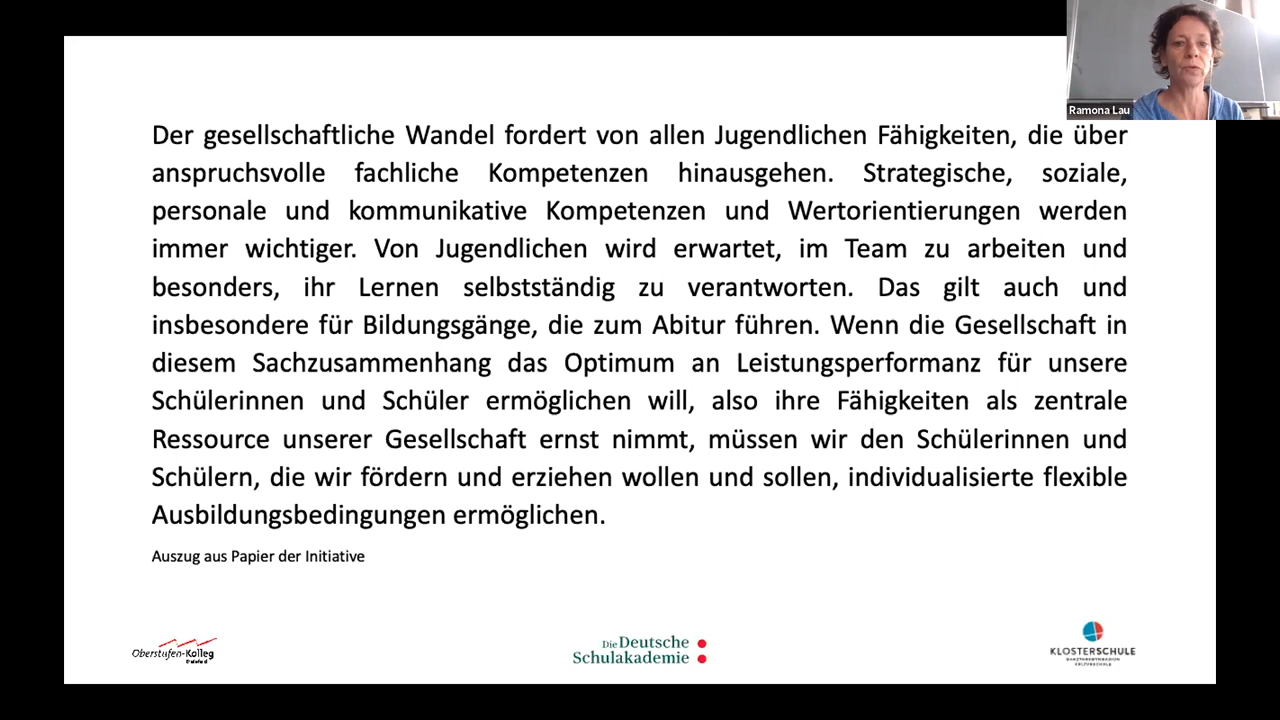 Ramona Lau
Der gesellschaftliche Wandel fordert von allen Jugendlichen Fähigkeiten, die über
anspruchsvolle fachliche Kompetenzen hinausgehen. Strategische, soziale,
personale und kommunikative Kompetenzen und Wertorientierungen werden
immer wichtiger. Von Jugendlichen wird erwartet, im Team zu arbeiten und
besonders, ihr Lernen selbstständig zu verantworten. Das gilt auch und
insbesondere für Bildungsgänge, die zum Abitur führen. Wenn die Gesellschaft in
diesem Sachzusammenhang das Optimum an Leistungsperformanz für unsere
Schülerinnen und Schüler ermöglichen will, also ihre Fähigkeiten als zentrale
Ressource unserer Gesellschaft ernst nimmt, müssen wir den Schülerinnen und
Schülern, die wir fördern und erziehen wollen und sollen, individualisierte flexible
Ausbildungsbedingungen ermöglichen.
Auszug aus Papier der Initiative
Oberstufen-Kolleg
Bielefeld
Die Deutsche
Schulakademie
KLOSTERSCHULE
GANZTAGSGYMNASIUM
KULTURSCHULE